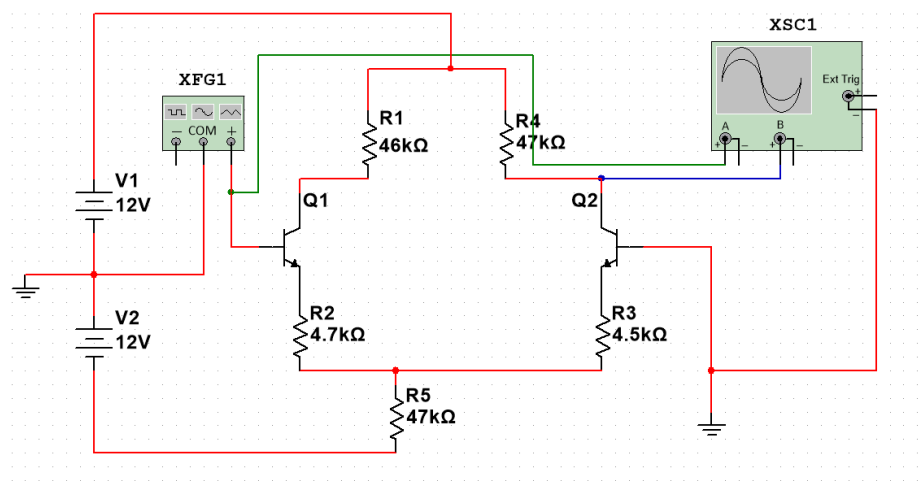 XSC1
XFG1
Ext Trig
+
−
COM
+
A
B
+
−
+
−
R1
46kΩ
R4
47kΩ
V1
12V
Q1
Q2
V2
12V
R2
4.7kΩ
R3
4.5kΩ
R5
47kΩ